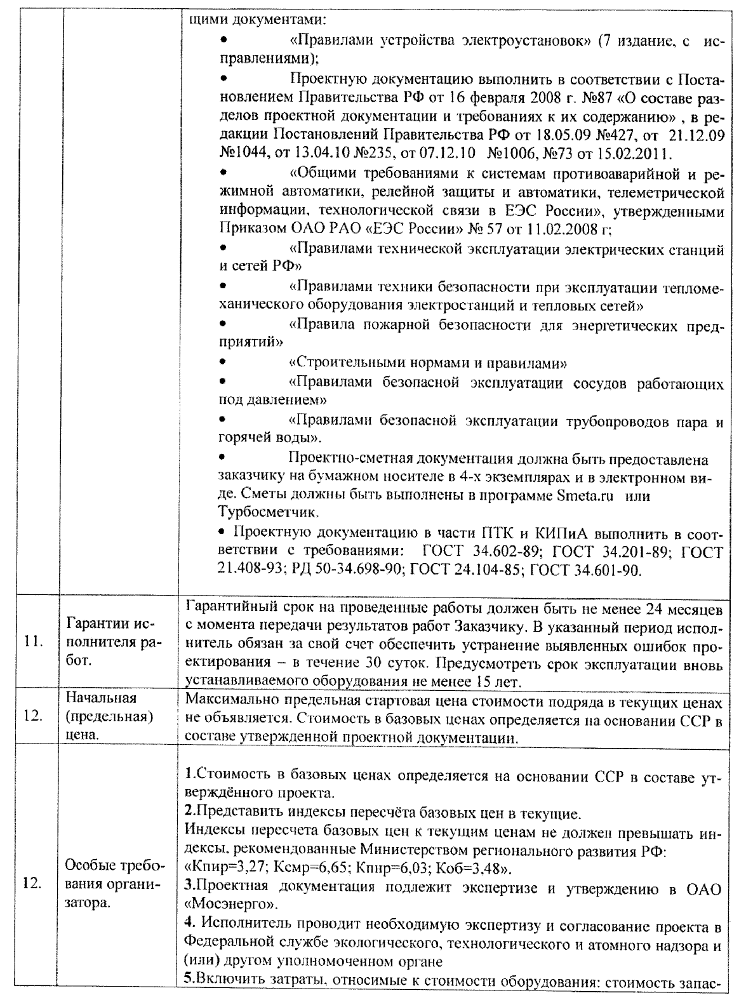 щими документами:
• «Правилами устройства электроустановок» (7 издание, с ис-
правлениями);
• Проектную документацию выполнить в соответствии с Поста-
новлением Правительства РФ от 16 февраля 2008 г. №87 «О составе раз-
делов проектной документации и требованиях к их содержанию» , в ре-
дакции Постановлений Правительства РФ от 18.05.09 №427, от 21.12.09
№1044, от 13.04.10 №235, от 07.12.10 №1006, №73 от 15.02.2011.
• «Общими требованиями к системам противоаварийной и ре-
жимной автоматики, релейной защиты и автоматики, телеметрической
информации, технологической связи в ЕЭС России», утвержденными
Приказом ОАО РАО «ЕЭС России» № 57 от 11.02.2008 г;
• «Правилами технической эксплуатации электрических станций
и сетей РФ»
• «Правилами техники безопасности при эксплуатации тепломе-
ханического оборудования электростанций и тепловых сетей»
• «Правила пожарной безопасности для энергетических пред-
приятий»
• «Строительными нормами и правилами»
• «Правилами безопасной эксплуатации сосудов работающих
под давлением»
• «Правилами безопасной эксплуатации трубопроводов пара и
горячей воды».
• Проектно-сметная документация должна быть предоставлена
заказчику на бумажном носителе в 4-х экземплярах и в электронном ви-
де. Сметы должны быть выполнены в программе Smeta.ru или
Турбосметчик.
• Проектную документацию в части ПТК и КИПиА выполнить в соот-
ветствии с требованиями: ГОСТ 34.602-89; ГОСТ 34.201-89; ГОСТ
21.408-93; РД 50-34.698-90; ГОСТ 24.104-85; ГОСТ 34.601-90.
11.
Гарантии ис-
полнителя ра-
бот.
Гарантийный срок на проведенные работы должен быть не менее 24 месяцев
с момента передачи результатов работ Заказчику. В указанный период испол-
нитель обязан за свой счет обеспечить устранение выявленных ошибок про-
ектирования – в течение 30 суток. Предусмотреть срок эксплуатации вновь
устанавливаемого оборудования не менее 15 лет.
12.
Начальная
(предельная)
цена.
Максимально предельная стартовая цена стоимости подряда в текущих ценах
не объявляется. Стоимость в базовых ценах определяется на основании ССР в
составе утвержденной проектной документации.
12.
Особые требо-
вания органи-
затора.
1.Стоимость в базовых ценах определяется на основании ССР в составе ут-
верждённого проекта.
2.Представить индексы пересчёта базовых цен в текущие.
Индексы пересчета базовых цен к текущим ценам не должен превышать ин-
дексы, рекомендованные Министерством регионального развития РФ:
«Кпир=3,27; Ксмр=6,65; Кпнр=6,03; Коб=3,48».
3.Проектная документация подлежит экспертизе и утверждению в ОАО
«Мосэнерго».
4. Исполнитель проводит необходимую экспертизу и согласование проекта в
Федеральной службе экологического, технологического и атомного надзора и
(или) другом уполномоченном органе
5.Включить затраты, относимые к стоимости оборудования: стоимость запас-